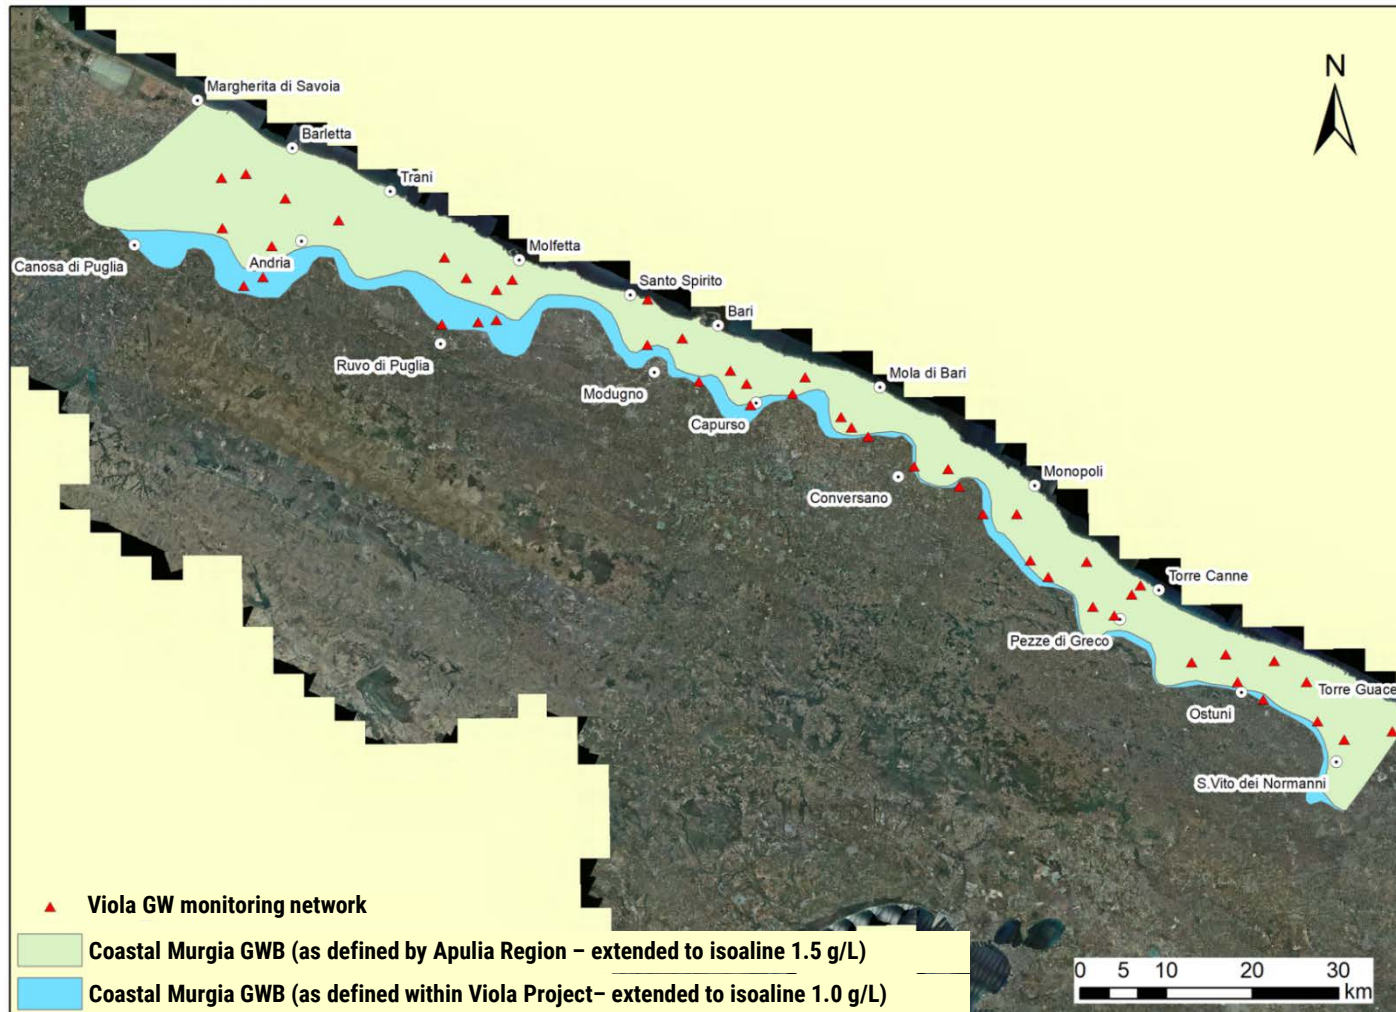 N
Margherita di Savoia
Barletta
Trani
Canosa di Puglia
Andria
Molfetta
Santo Spirito
Bari
Ruvo di Puglia
Modugno
Mola di Bari
Capurso
Conversano
Monopoli
Torre Canne
Pezze di Greco
Torre Guace
Ostuni
S.Vito dei Normanni
Viola GW monitoring network
Coastal Murgia GWB (as defined by Apulia Region – extended to isoaline 1.5 g/L)
Coastal Murgia GWB (as defined within Viola Project– extended to isoaline 1.0 g/L)
0 5 10 20 30
km